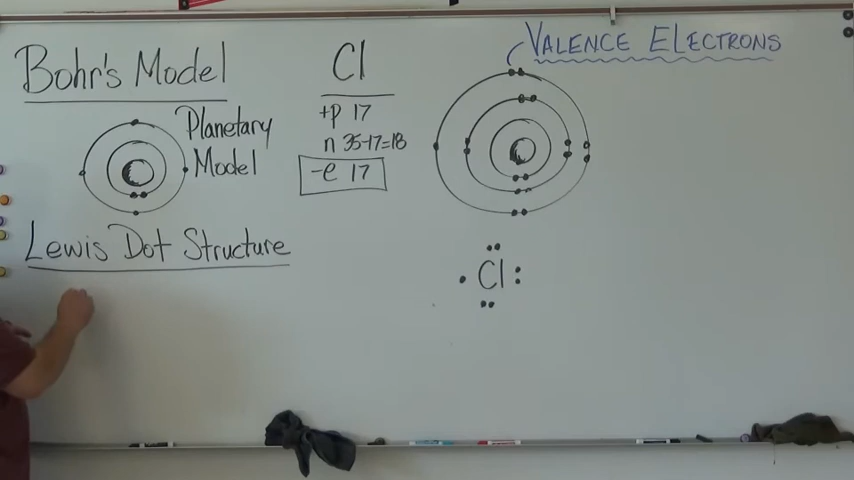 Bohr's Model
Planetary
Model
Lewis Dot Structure
Cl
+p 17
n 35-17=18
-e 17
VALENCE ELECTRONS
Cl